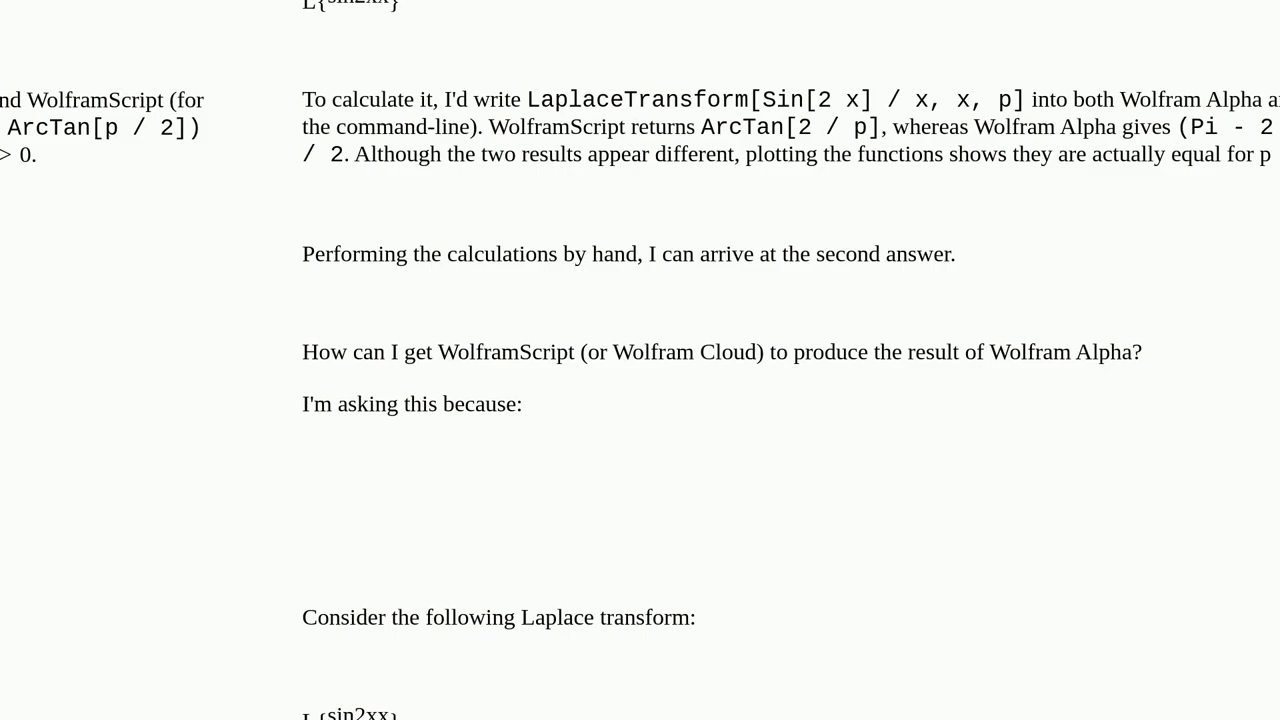 L{sin2xx}
nd WolframScript (for
ArcTan[p / 2])
> 0.
To calculate it, I'd write LaplaceTransform[Sin[2 x] / x, x, p] into both Wolfram Alpha a
the command-line). WolframScript returns ArcTan[2 / p], whereas Wolfram Alpha gives (Pi - 2
/ 2. Although the two results appear different, plotting the functions shows they are actually equal for p
Performing the calculations by hand, I can arrive at the second answer.
How can I get WolframScript (or Wolfram Cloud) to produce the result of Wolfram Alpha?
I'm asking this because:
Consider the following Laplace transform:
L{sin2xx}